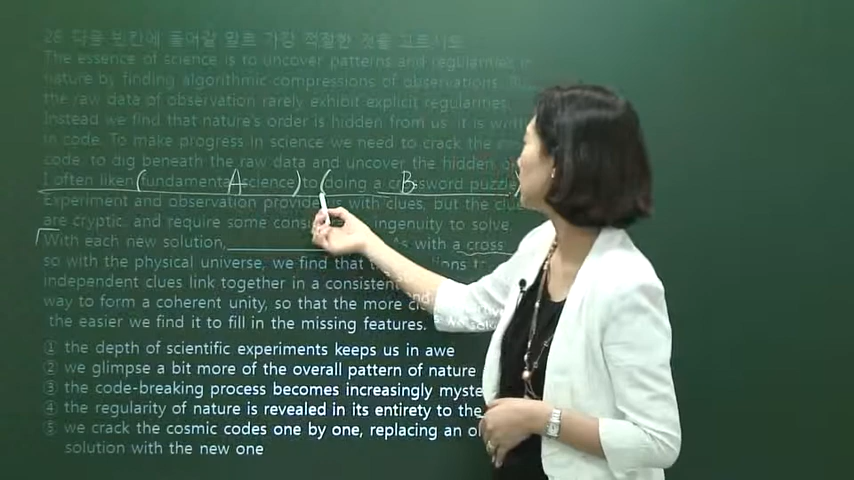 26 다음 빈칸에 들어갈 말로 가장 적절한 것을 고르시오
The essence of science is to uncover patterns and regularities in
nature by finding algorithmic compressions of observations. But
the raw data of observation rarely exhibit explicit regularities.
Instead we find that nature's order is hidden from us, it is written
in code. To make progress in science we need to crack the
code, to dig beneath the raw data and uncover the hidden
I often liken (fundamental science) to (doing a crossword puzzle
A B
Experiment and observation provide us with clues, but the
are cryptic, and require some ingenuity to solve
With each new solution, As with a cross
so with the physical universe, we find that the to
independent clues link together in a consistent
way to form a coherent unity, so that the more
the easier we find it to fill in the missing features.
① the depth of scientific experiments keeps us in awe
② we glimpse a bit more of the overall pattern of nature
③ the code-breaking process becomes increasingly
④ the regularity of nature is revealed in its entirety to the
⑤ we crack the cosmic codes one by one, replacing an
solution with the new one